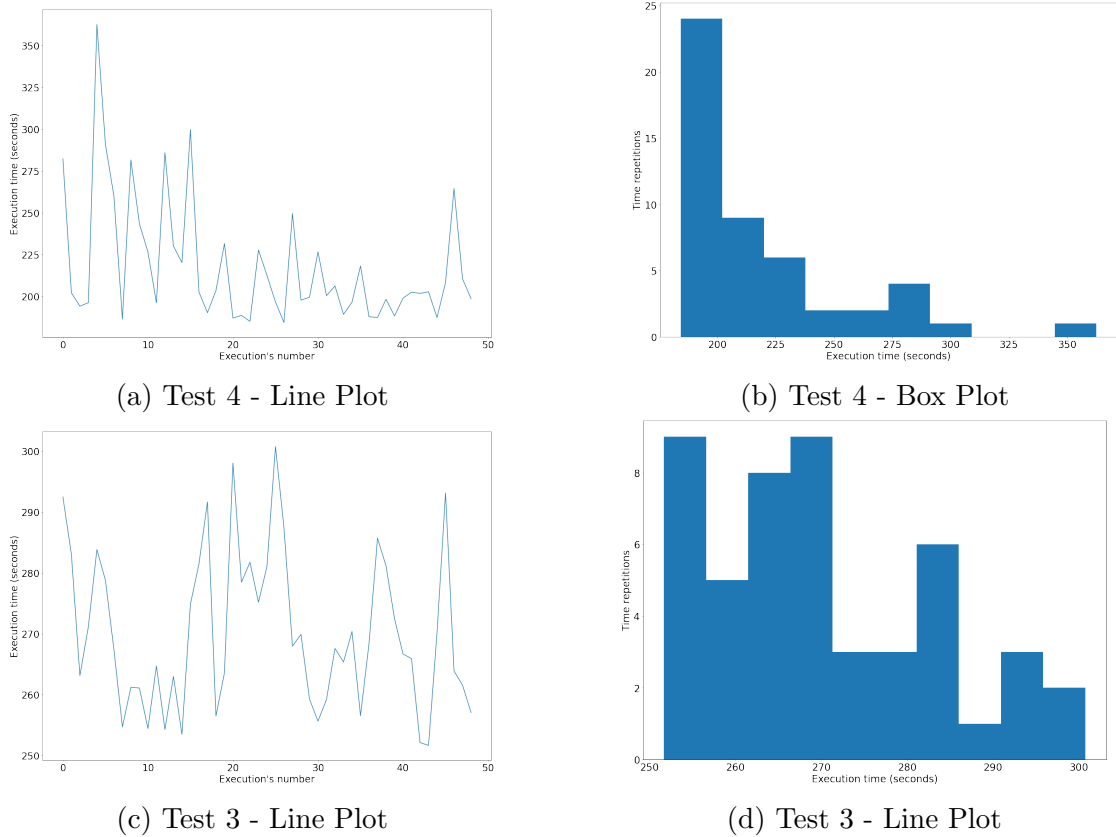 350
325
300
275
250
225
200
Execution time (seconds)
0 10 20 30 40 50
Execution's number
(a) Test 4 - Line Plot
25
20
15
10
5
0
Time repetitions
200 225 250 275 300 325 350
Execution time (seconds)
(b) Test 4 - Box Plot
300
290
280
270
260
250
Execution time (seconds)
0 10 20 30 40 50
Execution's number
(c) Test 3 - Line Plot
8
6
4
2
0
Time repetitions
250 260 270 280 290 300
Execution time (seconds)
(d) Test 3 - Line Plot